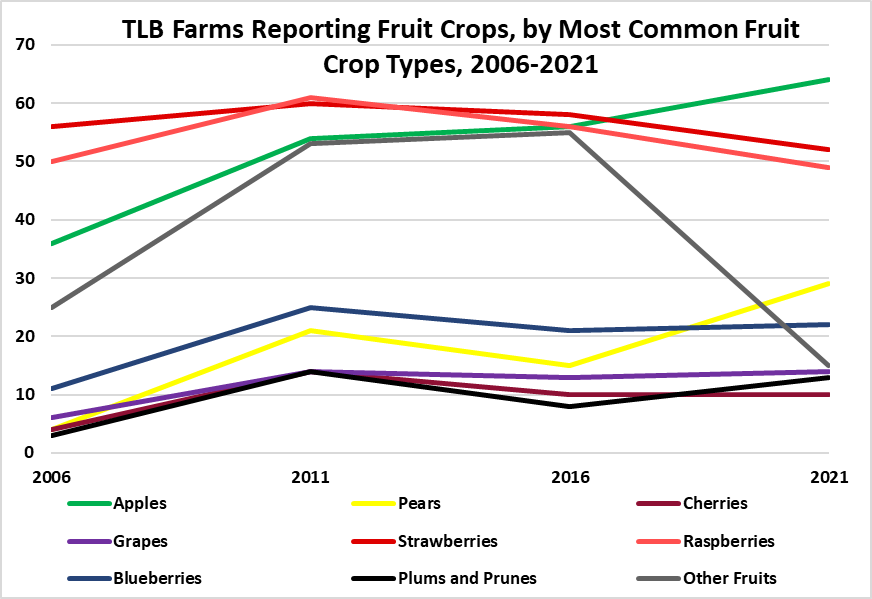 TLB Farms Reporting Fruit Crops, by Most Common Fruit
Crop Types, 2006-2021
70
60
50
40
30
20
10
0
2006 2011 2016 2021
Apples Pears Cherries
Grapes Strawberries Raspberries
Blueberries Plums and Prunes Other Fruits